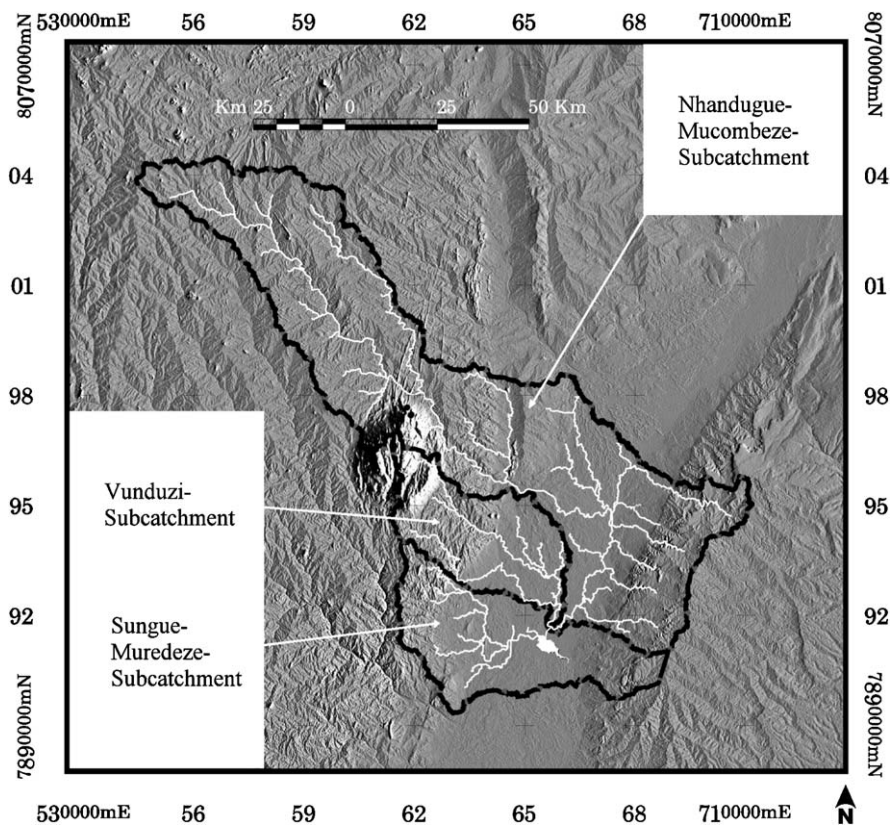 530000mE 56 59 62 65 68 710000mE
8070000mN
8070000mN
Km 25 0 25 50 Km
Nhandugue-
Mucombeze-
Subcatchment
04
04
01
01
98
98
Vunduzi-
Subcatchment
95
95
92
92
Sungue-
Muredeze-
Subcatchment
7890000mN
7890000mN
530000mE 56 59 62 65 68 710000mE
N